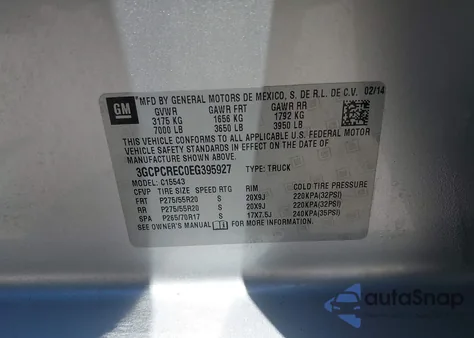 GM
MFD BY GENERAL MOTORS DE MEXICO, S. DE R.L. DE C.V. 02/14
GVWR GAWR FRT GAWR RR
3175 KG 1656 KG 1792 KG
7000 LB 3650 LB 3950 LB
THIS VEHICLE CONFORMS TO ALL APPLICABLE U.S. FEDERAL MOTOR
VEHICLE SAFETY STANDARDS IN EFFECT ON THE DATE OF
MANUFACTURE SHOWN ABOVE.
3GCPCREC0EG395927 TYPE: TRUCK
MODEL: C15543
CFVP TIRE SIZE SPEED RTG RIM COLD TIRE PRESSURE
FRT P275/55R20 S 20X9J 220KPA(32PSI)
RR P275/55R20 S 20X9J 220KPA(32PSI)
SPA P265/70R17 S 17X7.5J 240KPA(35PSI)
SEE OWNER'S MANUAL FOR MORE INFORMATION.
autoSnap
www.autosnap.com